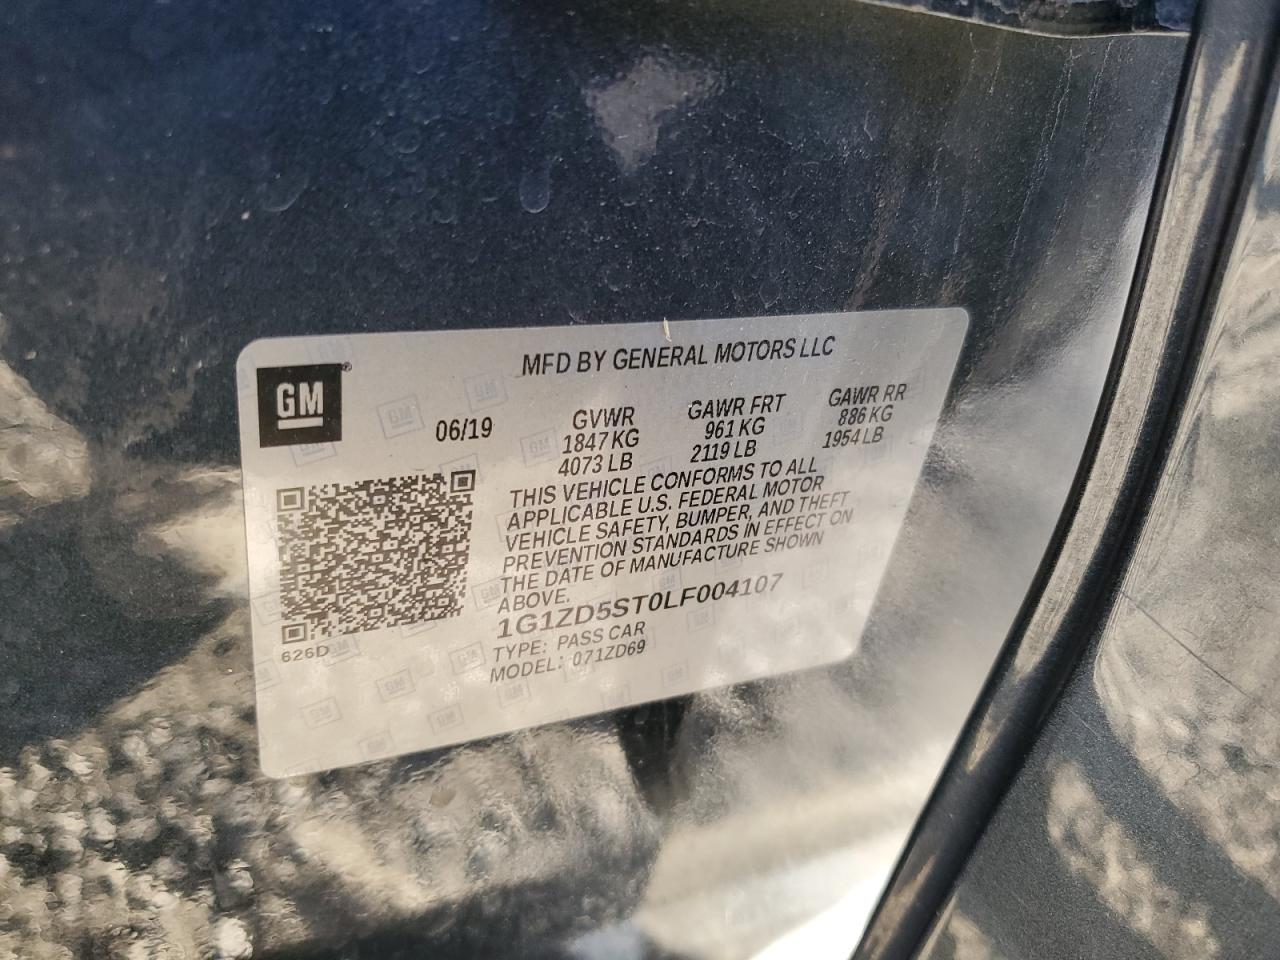 MFD BY GENERAL MOTORS LLC
GM®
06/19
GVWR GAWR FRT GAWR RR
1847 KG 961 KG 886 KG
4073 LB 2119 LB 1954 LB
THIS VEHICLE CONFORMS TO ALL
APPLICABLE U.S. FEDERAL MOTOR
VEHICLE SAFETY, BUMPER, AND THEFT
PREVENTION STANDARDS IN EFFECT ON
THE DATE OF MANUFACTURE SHOWN
ABOVE.
1G1ZD5ST0LF004107
TYPE: PASS CAR
MODEL: 071ZD69
626D